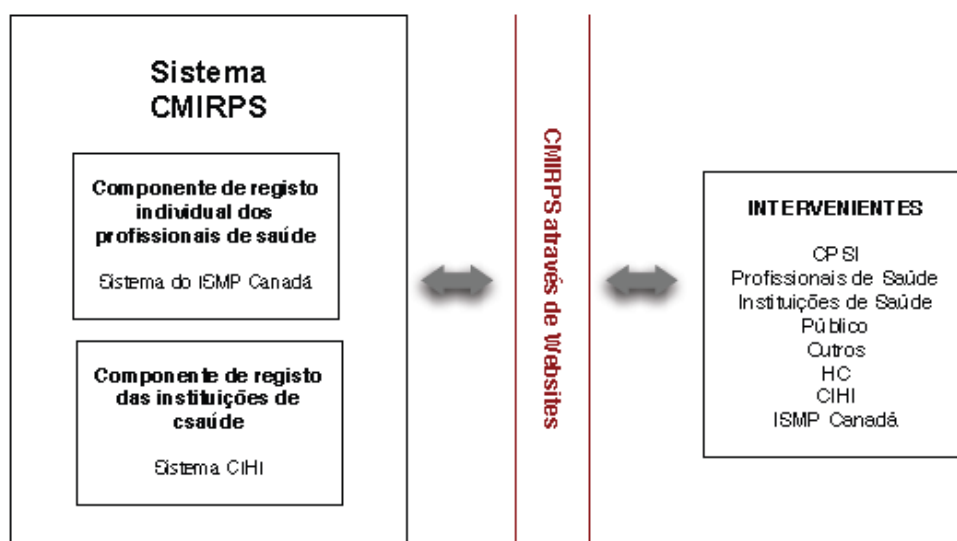 Sistema
CMIRPS
Componente de registo
individual dos
profissionais de saúde
Sistema do ISMP Canadá
Componente de registo
das instituições de
csaúde
Sistema CIHI
CMIRPS através de Websites
INTERVENIENTES
CPSI
Profissionais de Saúde
Instituições de Saúde
Público
Outros
HC
CIHI
ISMP Canadá